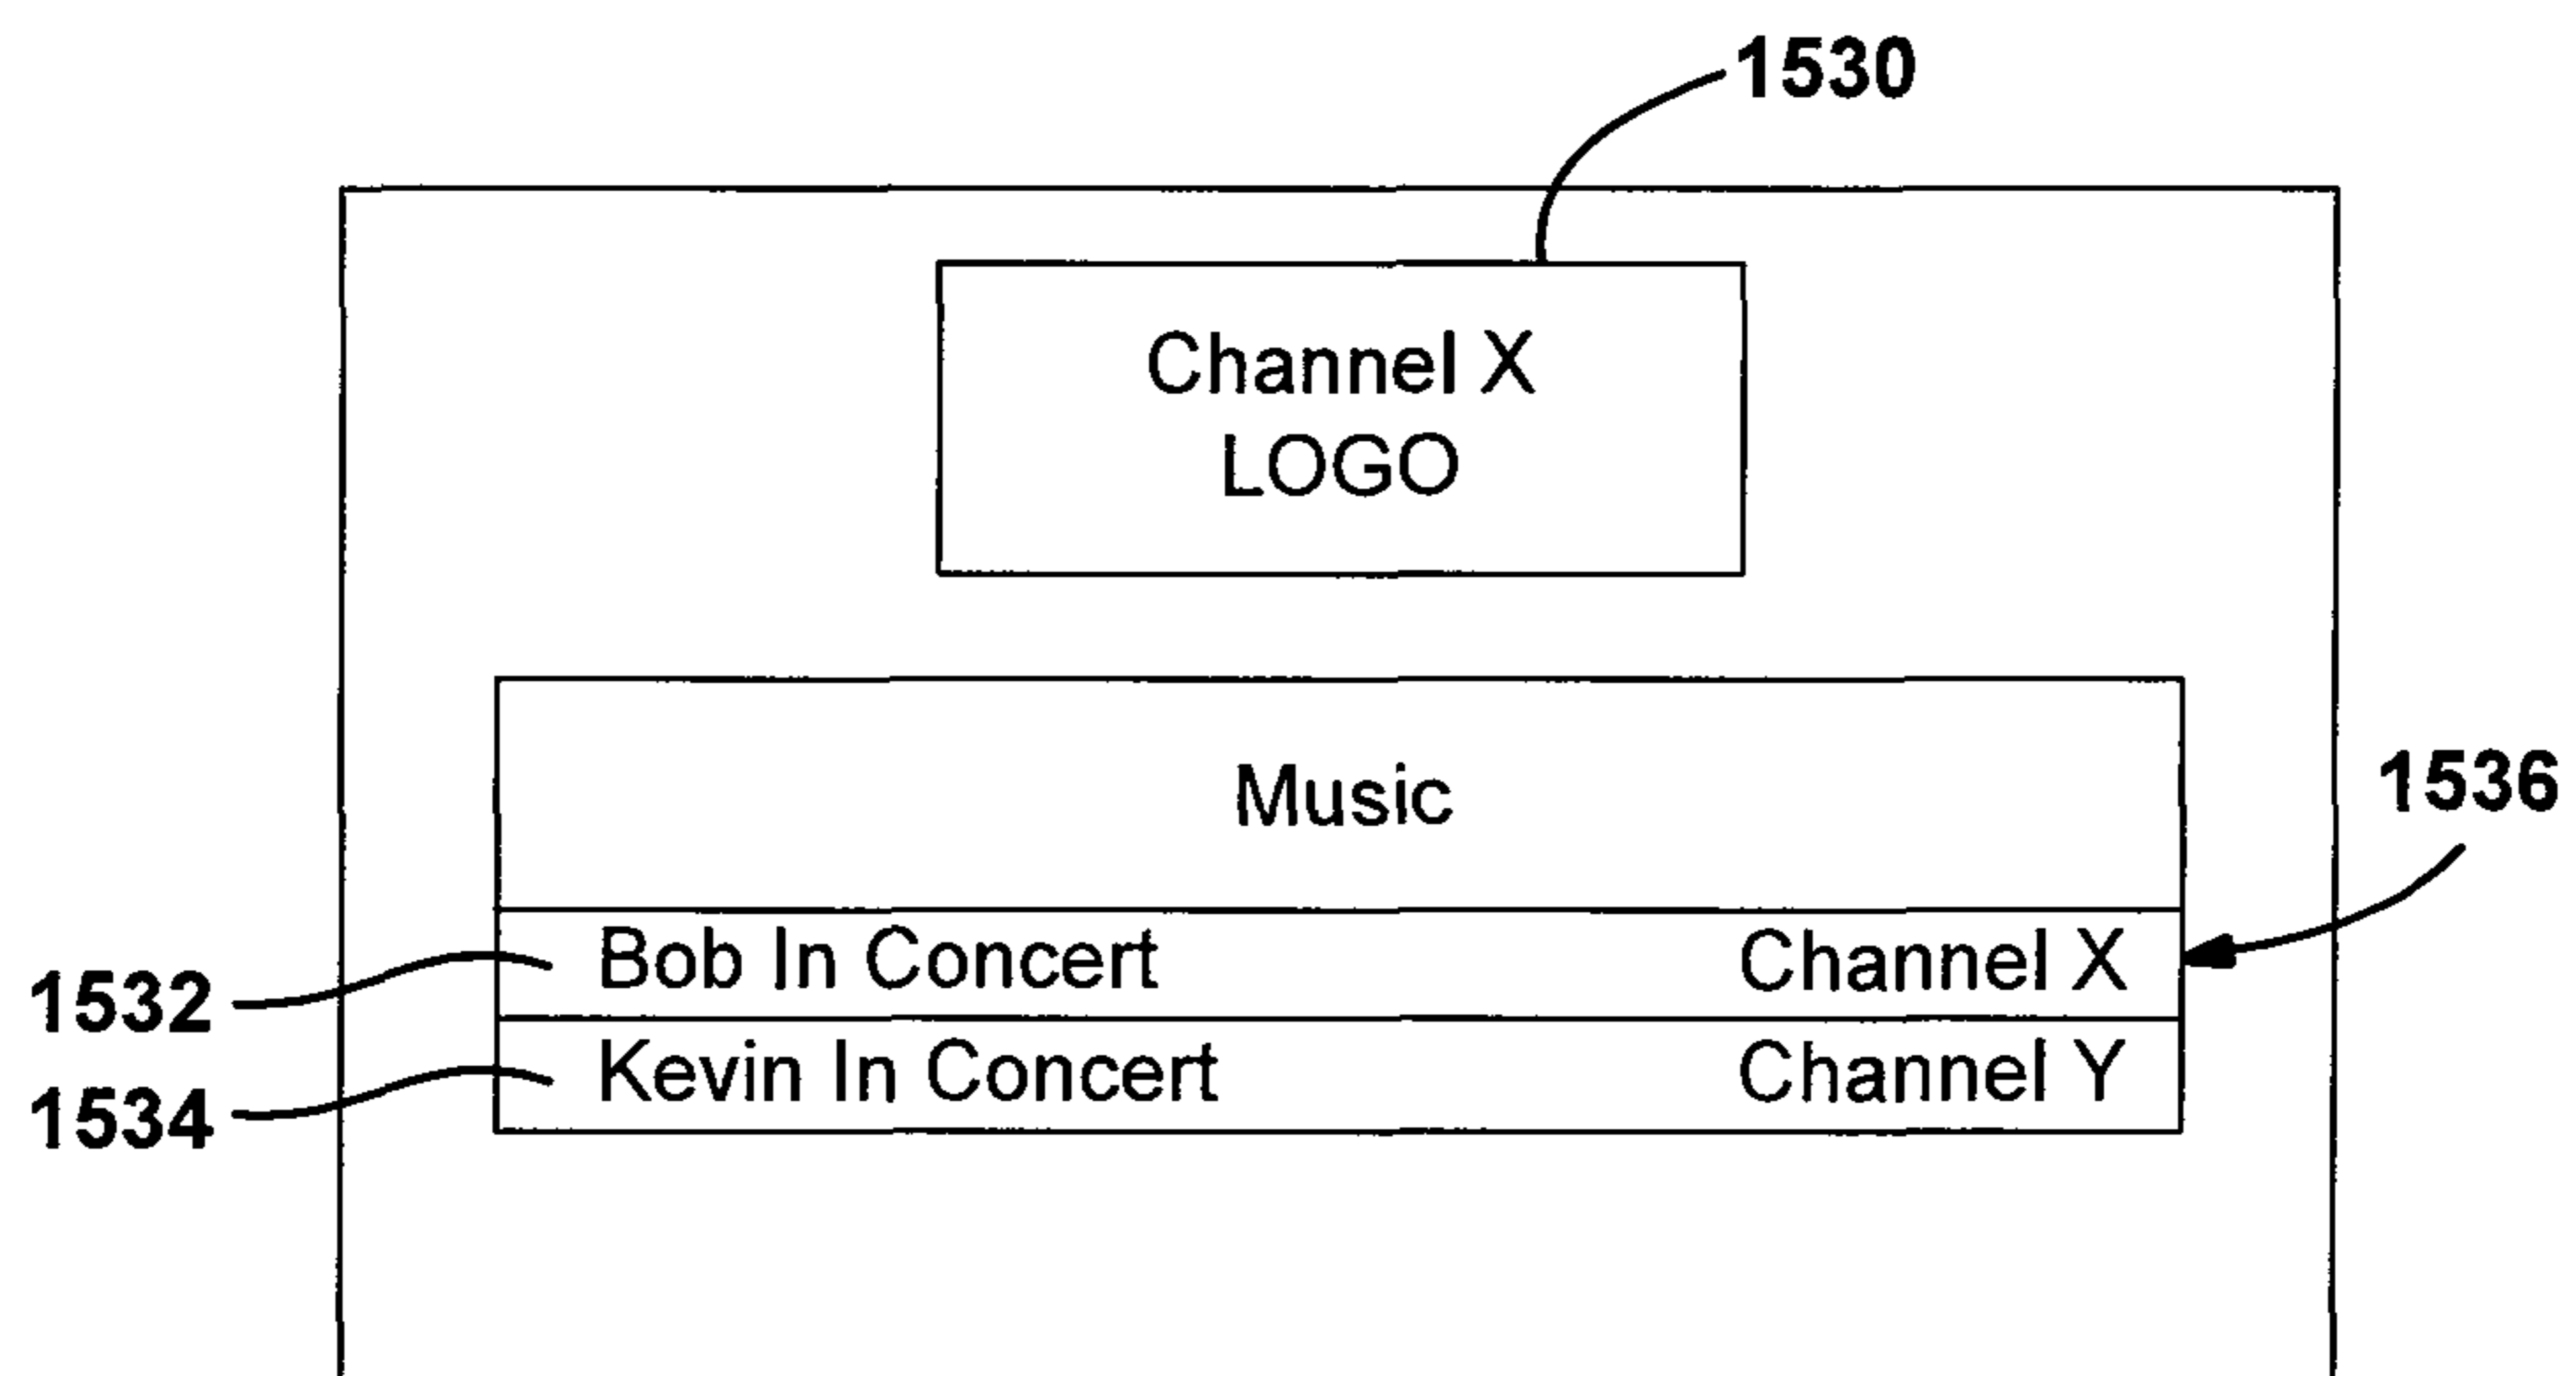 1530
Channel X
LOGO
Music
1536
Bob In Concert Channel X
1532
Kevin In Concert Channel Y
1534